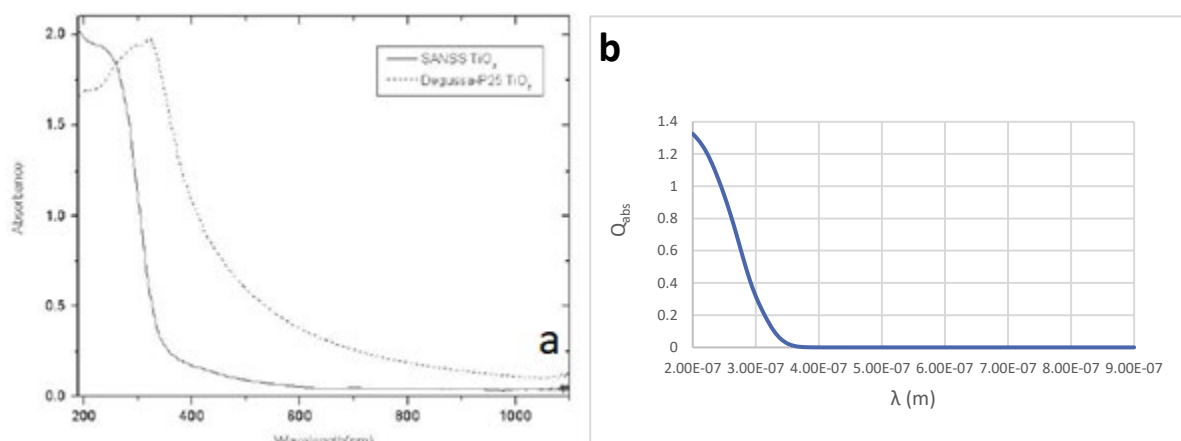 2.0
1.5
1.0
0.5
0.0
Absorbance
SANSS TiO₂
Degussa-P25 TiO₂
a
200 400 600 800 1000
b
1.4
1.2
1
0.8
0.6
0.4
0.2
0
Qabs
2.00E-07 3.00E-07 4.00E-07 5.00E-07 6.00E-07 7.00E-07 8.00E-07 9.00E-07
λ (m)